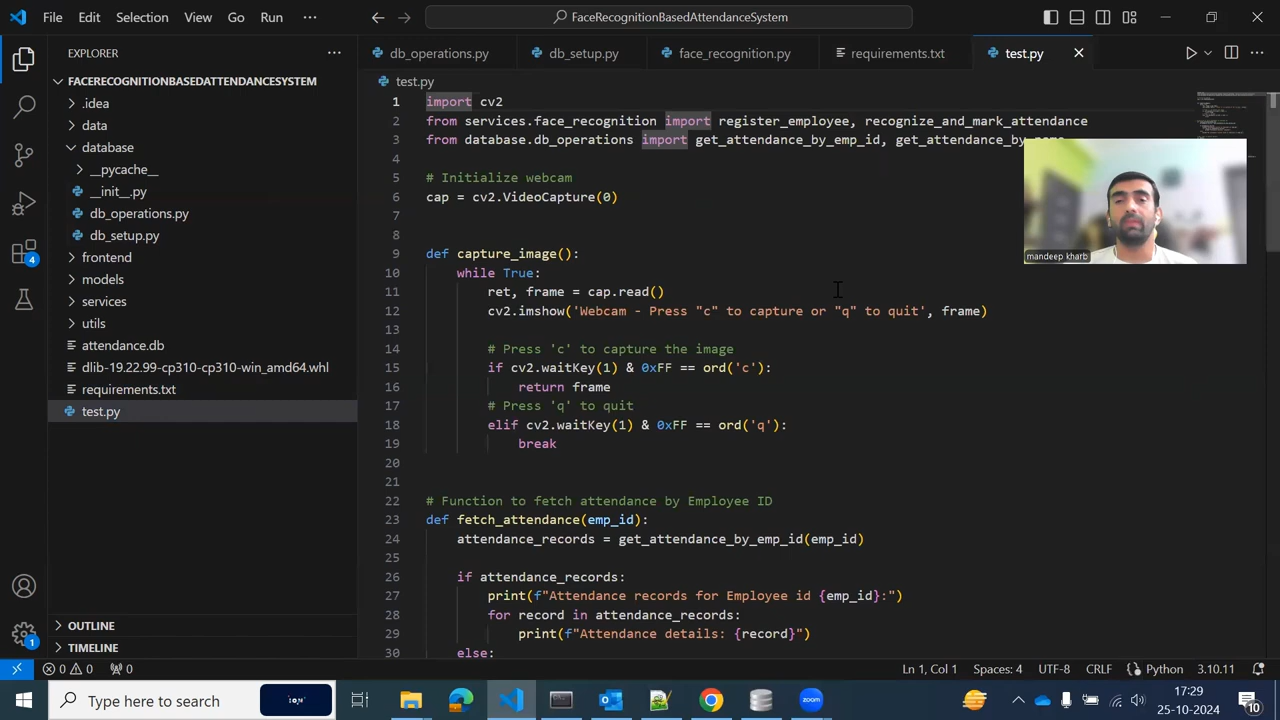 File Edit Selection View Go Run ··· FaceRecognitionBasedAttendanceSystem
EXPLORER ···
db_operations.py db_setup.py face_recognition.py requirements.txt test.py
FACERECOGNITIONBASEDATTENDANCESYSTEM
.idea
data
database
__pycache__
__init__.py
db_operations.py
db_setup.py
frontend
models
services
utils
attendance.db
dlib-19.22.99-cp310-cp310-win_amd64.whl
requirements.txt
test.py
OUTLINE
TIMELINE
4
1
test.py
1 import cv2
2 from services.face_recognition import register_employee, recognize_and_mark_attendance
3 from database.db_operations import get_attendance_by_emp_id, get_attendance_by_name
4
5 # Initialize webcam
6 cap = cv2.VideoCapture(0)
7
8
9 def capture_image():
10 while True:
11 ret, frame = cap.read()
12 cv2.imshow('Webcam - Press "c" to capture or "q" to quit', frame)
13
14 # Press 'c' to capture the image
15 if cv2.waitKey(1) & 0xFF == ord('c'):
16 return frame
17 # Press 'q' to quit
18 elif cv2.waitKey(1) & 0xFF == ord('q'):
19 break
20
21
22 # Function to fetch attendance by Employee ID
23 def fetch_attendance(emp_id):
24 attendance_records = get_attendance_by_emp_id(emp_id)
25
26 if attendance_records:
27 print(f"Attendance records for Employee id {emp_id}:")
28 for record in attendance_records:
29 print(f"Attendance details: {record}")
30 else:
mandeep kharb
0 0 0 Ln 1, Col 1 Spaces: 4 UTF-8 CRLF Python 3.10.11
Type here to search zoom 17:29
25-10-2024 10